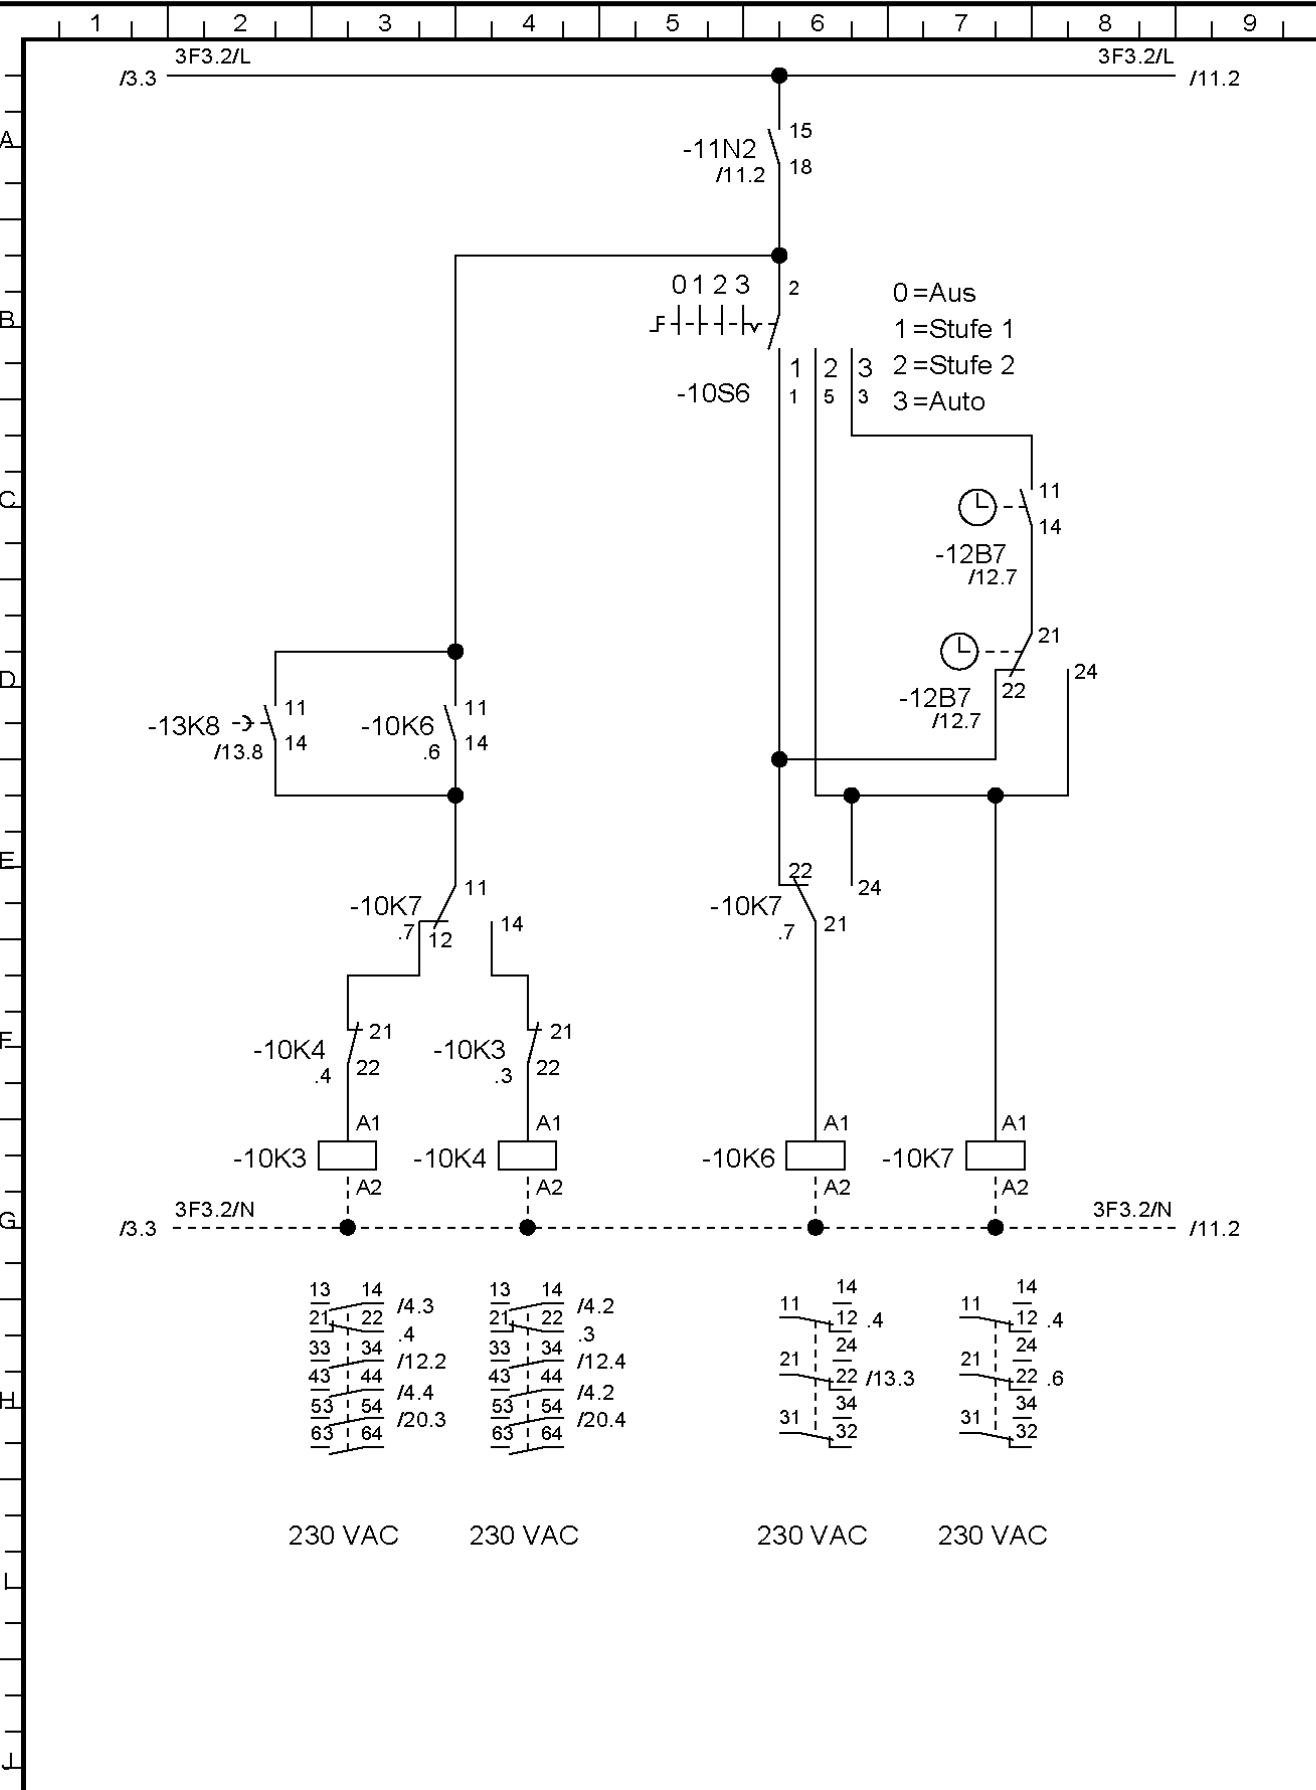 1 2 3 4 5 6 7 8 9
3F3.2/L 3F3.2/L
/3.3 /11.2
A
15
-11N2
18
/11.2
0 1 2 3 2
0=Aus
B
1=Stufe 1
1 2 3 2=Stufe 2
-10S6 1 5 3 3=Auto
C
11
14
-12B7
/12.7
21
D
24
22
-12B7
/12.7
11 11
-13K8 -10K6
14 14
/13.8 .6
E
22
24
11
-10K7 -10K7
.7 12 14 .7 21
F
21 21
-10K4 -10K3
.4 22 .3 22
A1 A1 A1 A1
-10K3 -10K4 -10K6 -10K7
A2 A2 A2 A2
G
3F3.2/N 3F3.2/N
/3.3 /11.2
13 14 /4.3 13 14 /4.2 14 14
21 22 .4 21 22 .3 11 12 .4 11 12 .4
33 34 /12.2 33 34 /12.4 24 24
43 44 /4.4 43 44 /4.2 21 22 /13.3 21 22 .6
H
53 54 /20.3 53 54 /20.4 34 34
63 64 63 64 31 32 31 32
230 VAC 230 VAC 230 VAC 230 VAC
I
J